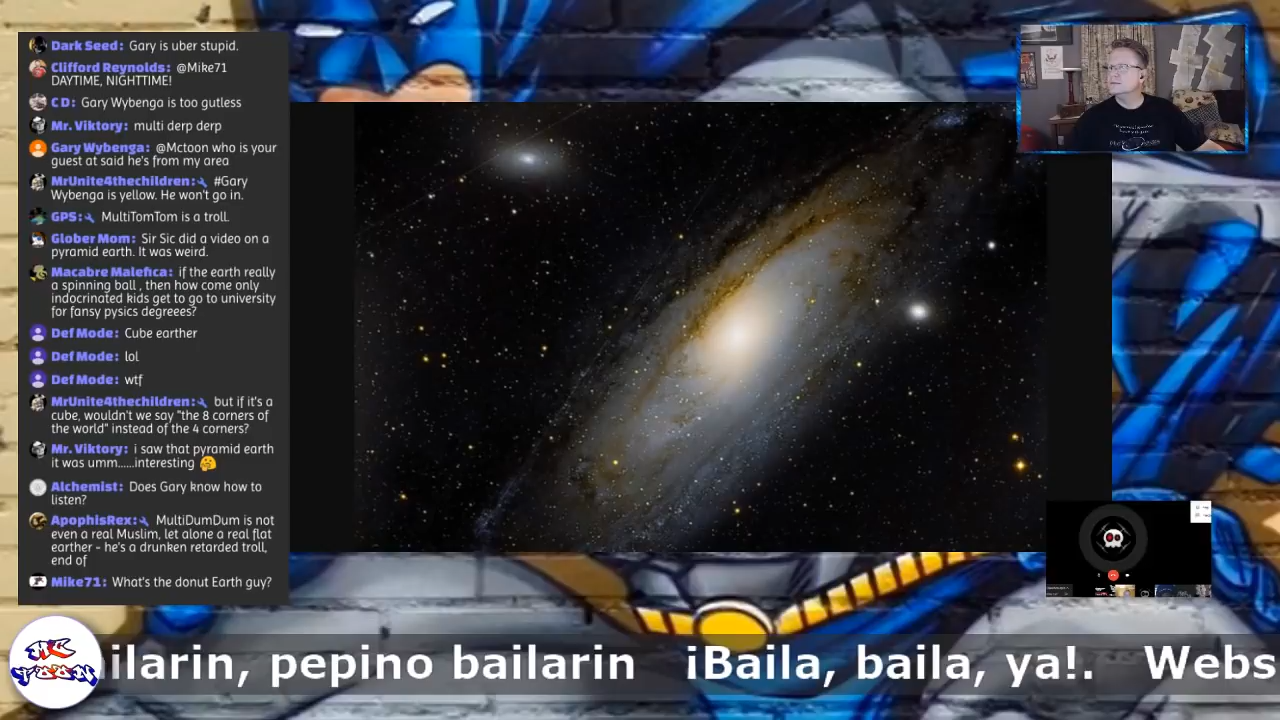 Dark Seed: Gary is uber stupid.
Clifford Reynolds: @Mike71
DAYTIME, NIGHTTIME!
C D: Gary Wybenga is too gutless
Mr. Viktory: multi derp derp
Gary Wybenga: @Mctoon who is your
guest at said he's from my area
MrUnite4thechildren: #Gary
Wybenga is yellow. He won't go in.
GPS: MultiTomTom is a troll.
Glober Mom: Sir Sic did a video on a
pyramid earth. It was weird.
Macabre Malefica: if the earth really
a spinning ball , then how come only
indocrinated kids get to go to university
for fansy pysics degreees?
Def Mode: Cube earther
Def Mode: lol
Def Mode: wtf
MrUnite4thechildren: but if it's a
cube, wouldn't we say "the 8 corners of
the world" instead of the 4 corners?
Mr. Viktory: i saw that pyramid earth
it was umm......interesting 🤔
Alchemist: Does Gary know how to
listen?
ApophisRex: MultiDumDum is not
even a real Muslim, let alone a real flat
earther - he's a drunken retarded troll,
end of
Mike71: What's the donut Earth guy?
MC
TOON
ilarin, pepino bailarin ¡Baila, baila, ya!. Webs